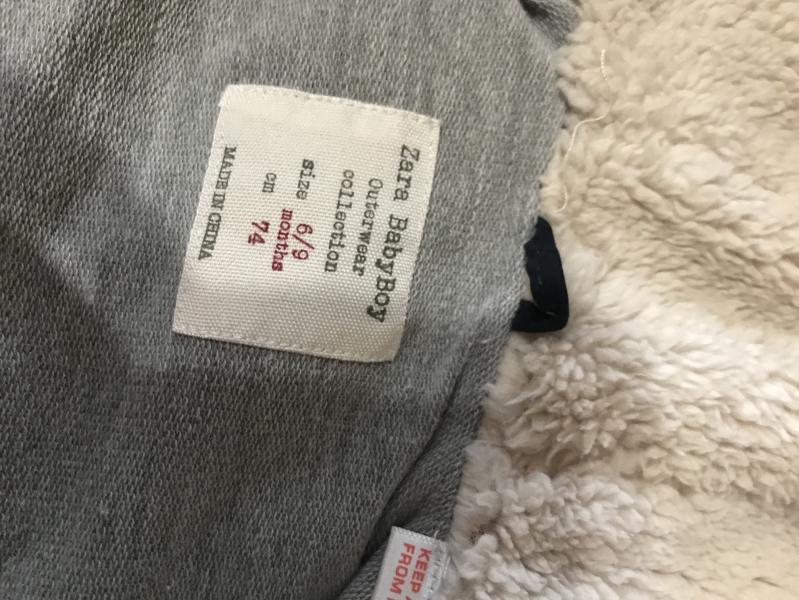 Zara BabyBoy
Outerwear
collection
size 6/9
months
cm 74
MADE IN CHINA
KEEP
FROM